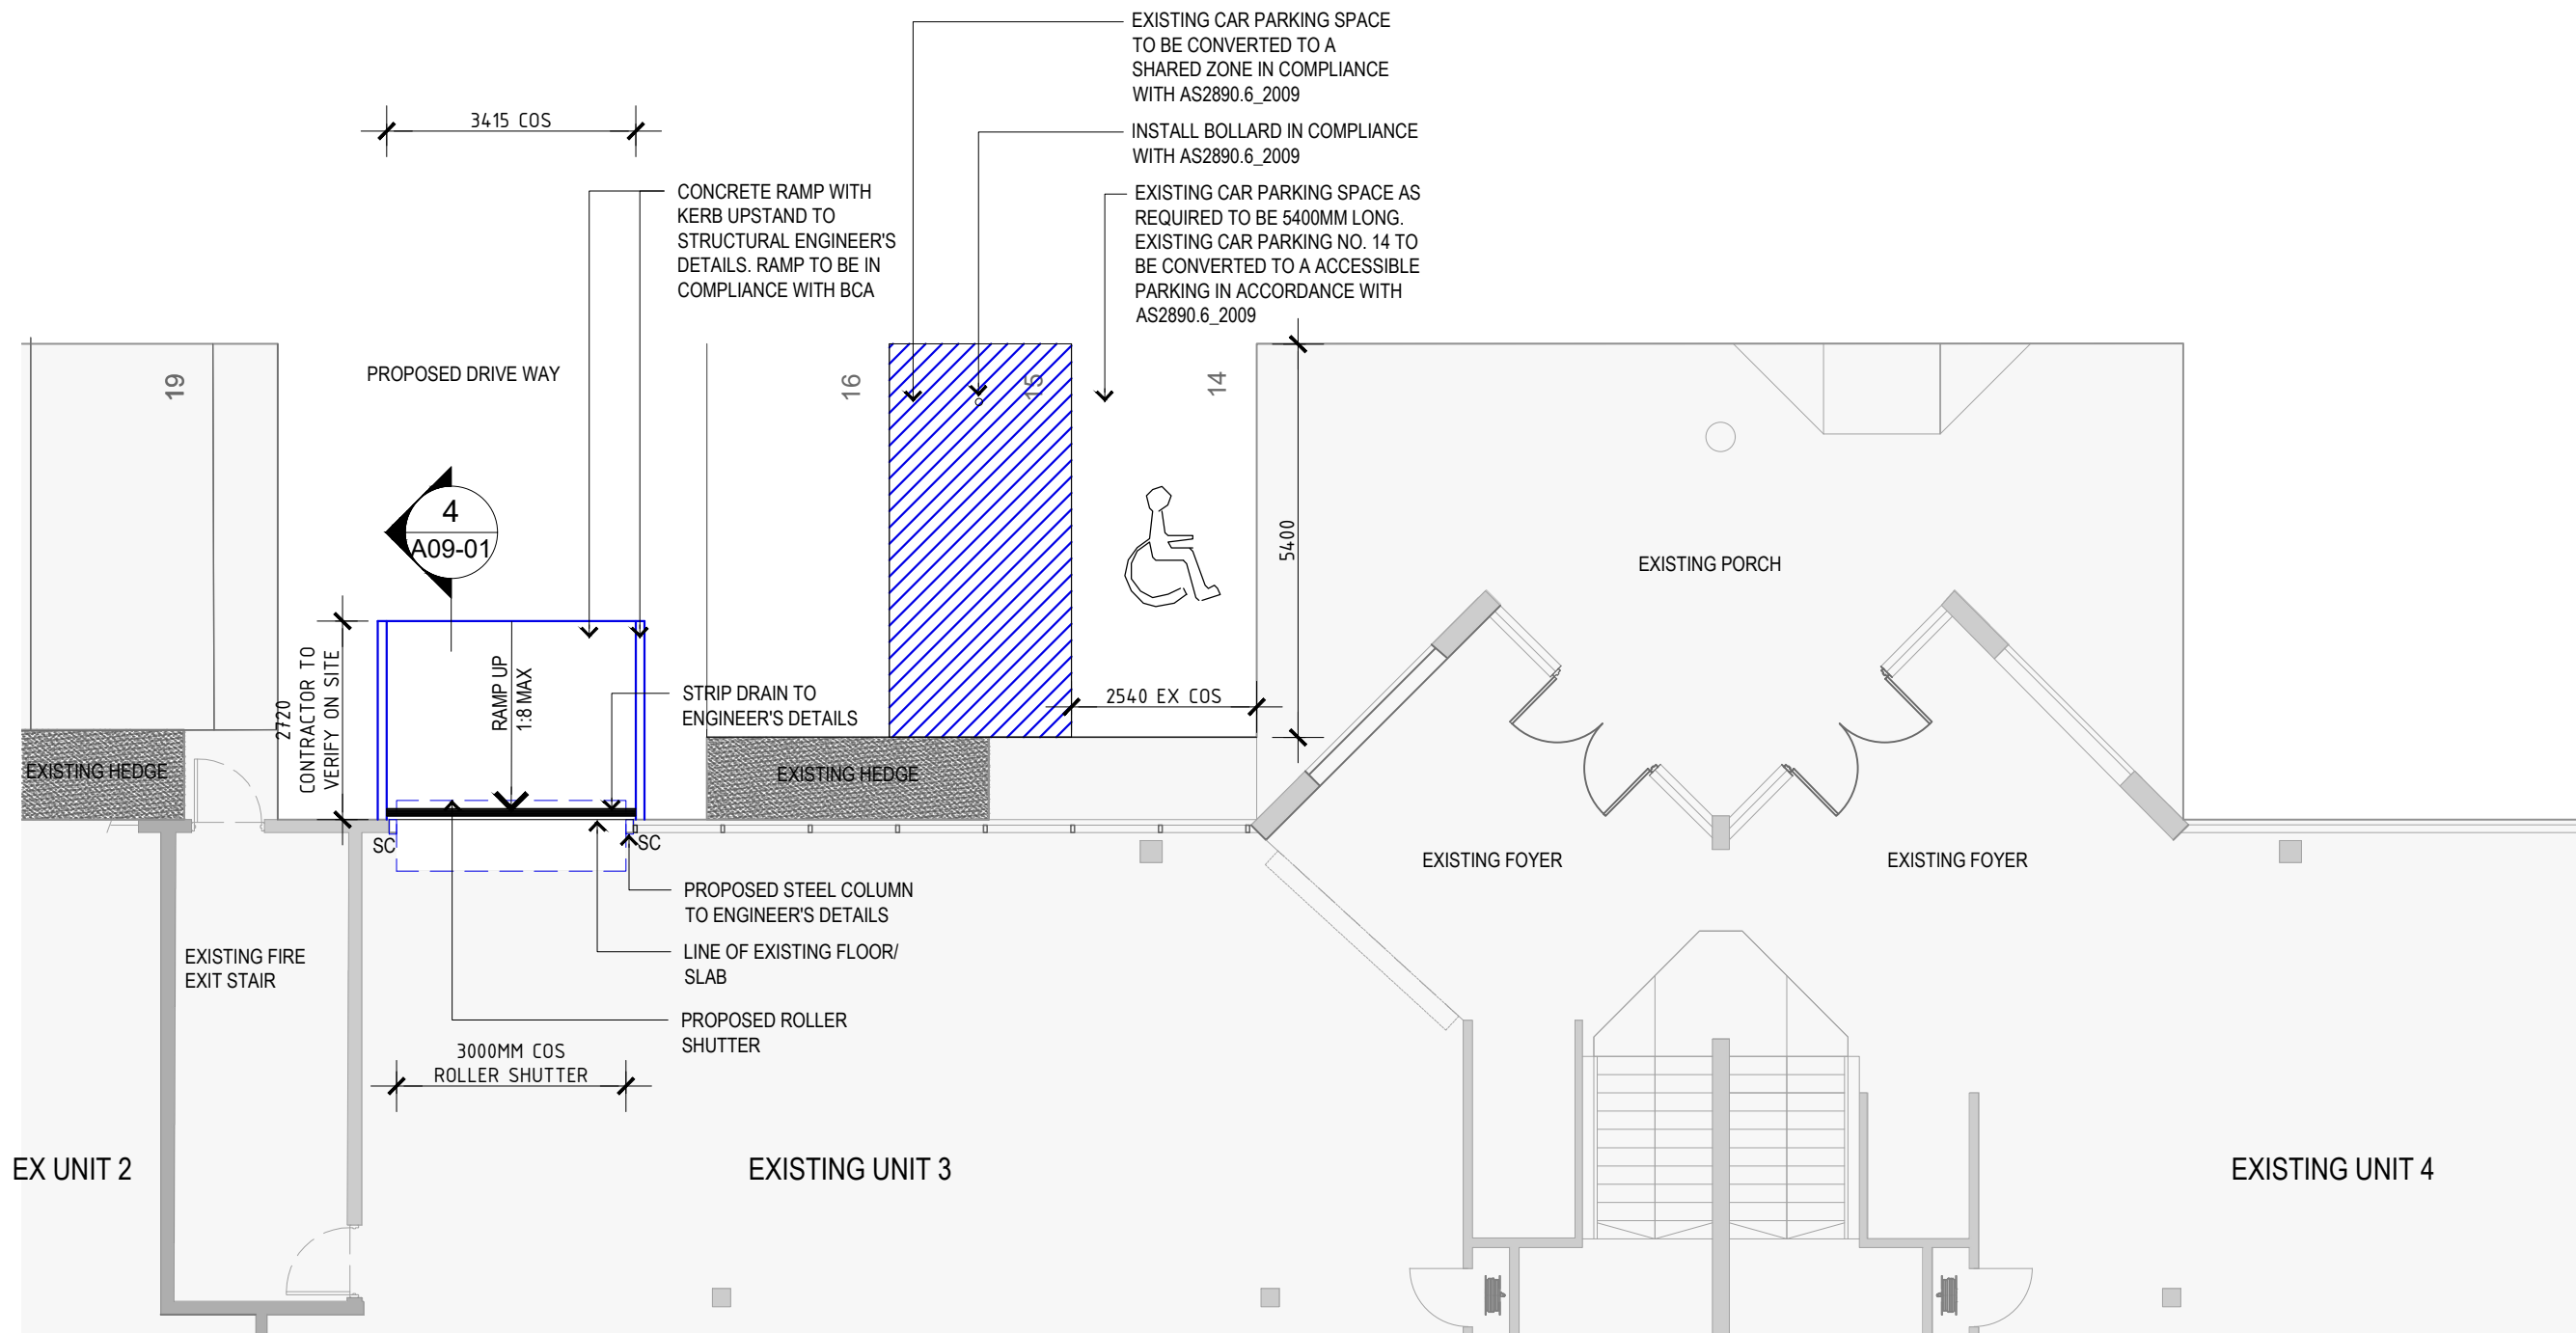 EXISTING CAR PARKING SPACE
TO BE CONVERTED TO A
SHARED ZONE IN COMPLIANCE
WITH AS2890.6_2009
3415 COS
INSTALL BOLLARD IN COMPLIANCE
WITH AS2890.6_2009
CONCRETE RAMP WITH
KERB UPSTAND TO
STRUCTURAL ENGINEER'S
DETAILS. RAMP TO BE IN
COMPLIANCE WITH BCA
EXISTING CAR PARKING SPACE AS
REQUIRED TO BE 5400MM LONG.
EXISTING CAR PARKING NO. 14 TO
BE CONVERTED TO A ACCESSIBLE
PARKING IN ACCORDANCE WITH
AS2890.6_2009
19
PROPOSED DRIVE WAY
16
15
14
4
A09-01
5400
EXISTING PORCH
2720
CONTRACTOR TO
VERIFY ON SITE
RAMP UP
1:8 MAX
STRIP DRAIN TO
ENGINEER'S DETAILS
2540 EX COS
EXISTING HEDGE
EXISTING HEDGE
SC
SC
EXISTING FOYER
EXISTING FOYER
PROPOSED STEEL COLUMN
TO ENGINEER'S DETAILS
EXISTING FIRE
EXIT STAIR
LINE OF EXISTING FLOOR/
SLAB
PROPOSED ROLLER
SHUTTER
3000MM COS
ROLLER SHUTTER
EX UNIT 2
EXISTING UNIT 3
EXISTING UNIT 4